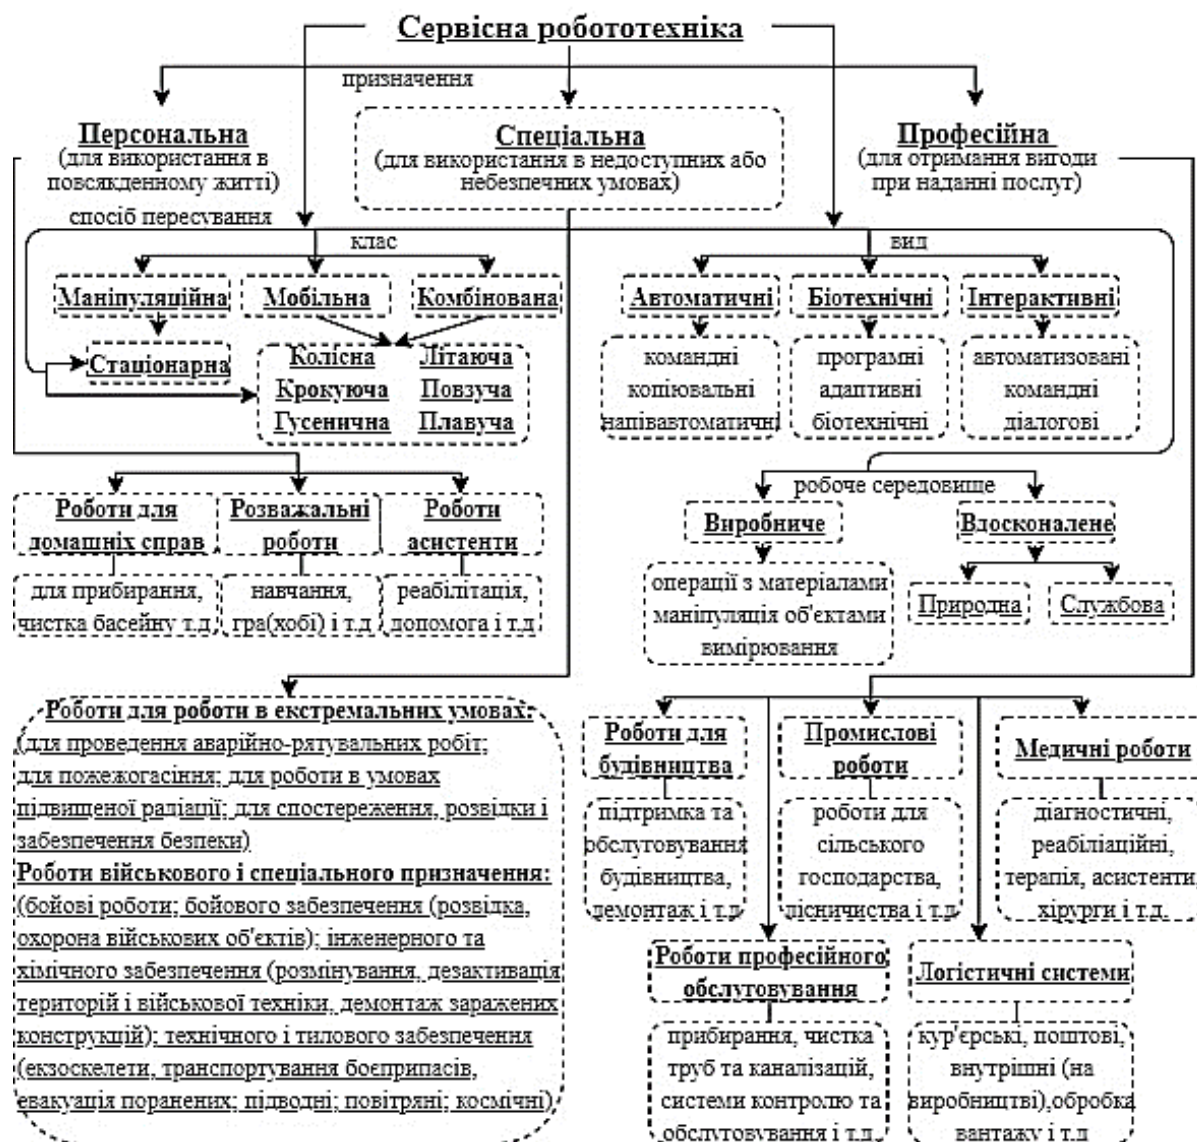 Сервісна робототехніка
призначення
Персональна
(для використання в
повсякденному житті)
Спеціальна
(для використання в недоступних або
небезпечних умовах)
Професійна
(для отримання вигоди
при наданні послуг)
спосіб пересування
клас
вид
Маніпуляційна
Мобільна
Комбінована
Автоматичні
Біотехнічні
Інтерактивні
Стаціонарна
Колісна Літаюча
Крокуюча Повзуча
Гусенична Плавуча
командні
копіювальні
напівавтоматичні
програмні
адаптивні
біотехнічні
автоматизовані
командні
діалогові
робоче середовище
Роботи для
домашніх справ
Розважальні
роботи
Роботи
асистенти
Виробниче
Вдосконалене
для прибирання,
чистка басейну т.д
навчання,
гра(хобі) і т.д
реабілітація,
допомога і т.д
операції з матеріалами
маніпуляція об'єктами
вимірювання
Природна
Службова
Роботи для роботи в екстремальних умовах:
(для проведення аварійно-рятувальних робіт;
для пожежогасіння; для роботи в умовах
підвищеної радіації; для спостереження, розвідки і
забезпечення безпеки)
Роботи військового і спеціального призначення:
(бойові роботи; бойового забезпечення (розвідка,
охорона військових об'єктів); інженерного та
хімічного забезпечення (розмінування, дезактивація
територій і військової техніки, демонтаж заражених
конструкцій); технічного і тилового забезпечення
(екзоскелети, транспортування боєприпасів,
евакуація поранених; підводні; повітряні; космічні)
Роботи для
будівництва
Промислові
роботи
Медичні роботи
підтримка та
обслутовування
будівництва,
демонтаж і т.д
роботи для
сільського
господарства,
лісничиства і т.д
діагностичні,
реабіліаційні,
терапія, асистенти,
хірурги і т.д
Роботи професійного
обслутовування
Логістичні системи
прибирання, чистка
труб та каналізацій,
системи контролю та
обслутовування і т.д
кур'єрські, поштові,
внутрішні (на
виробництві),обробка
вантажу і т.д